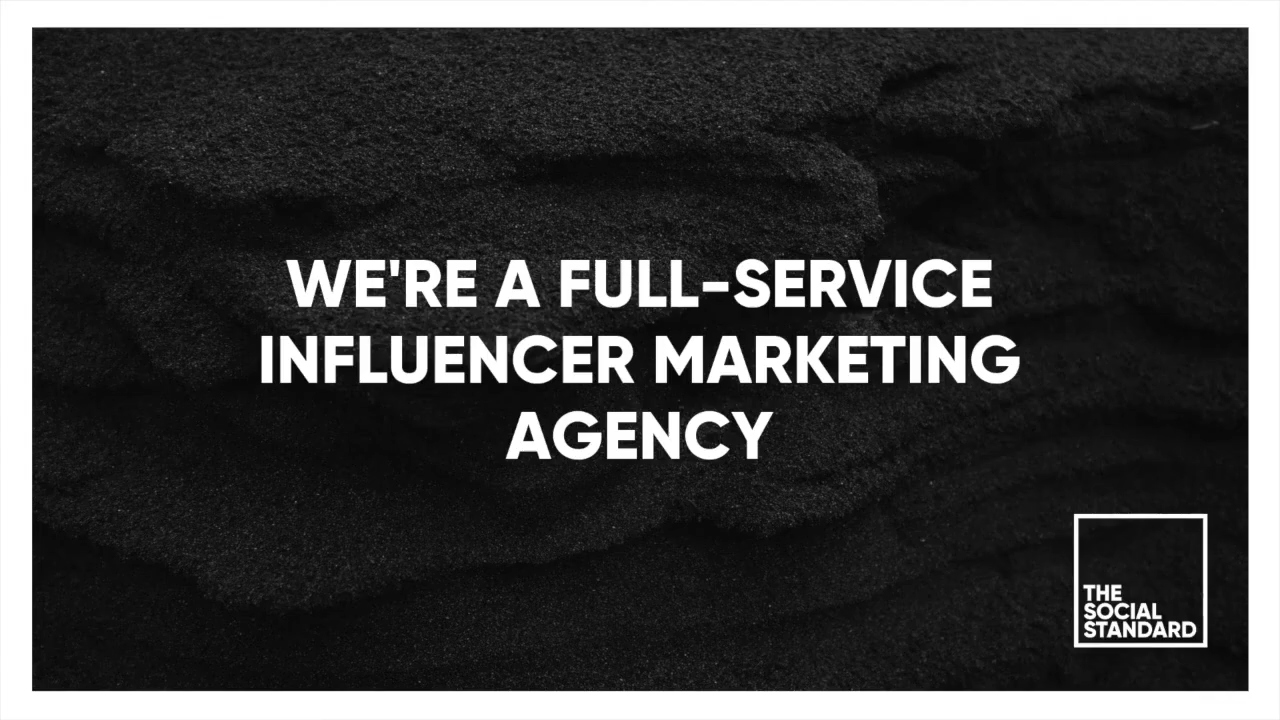 WE'RE A FULL-SERVICE
INFLUENCER MARKETING
AGENCY
THE
SOCIAL
STANDARD